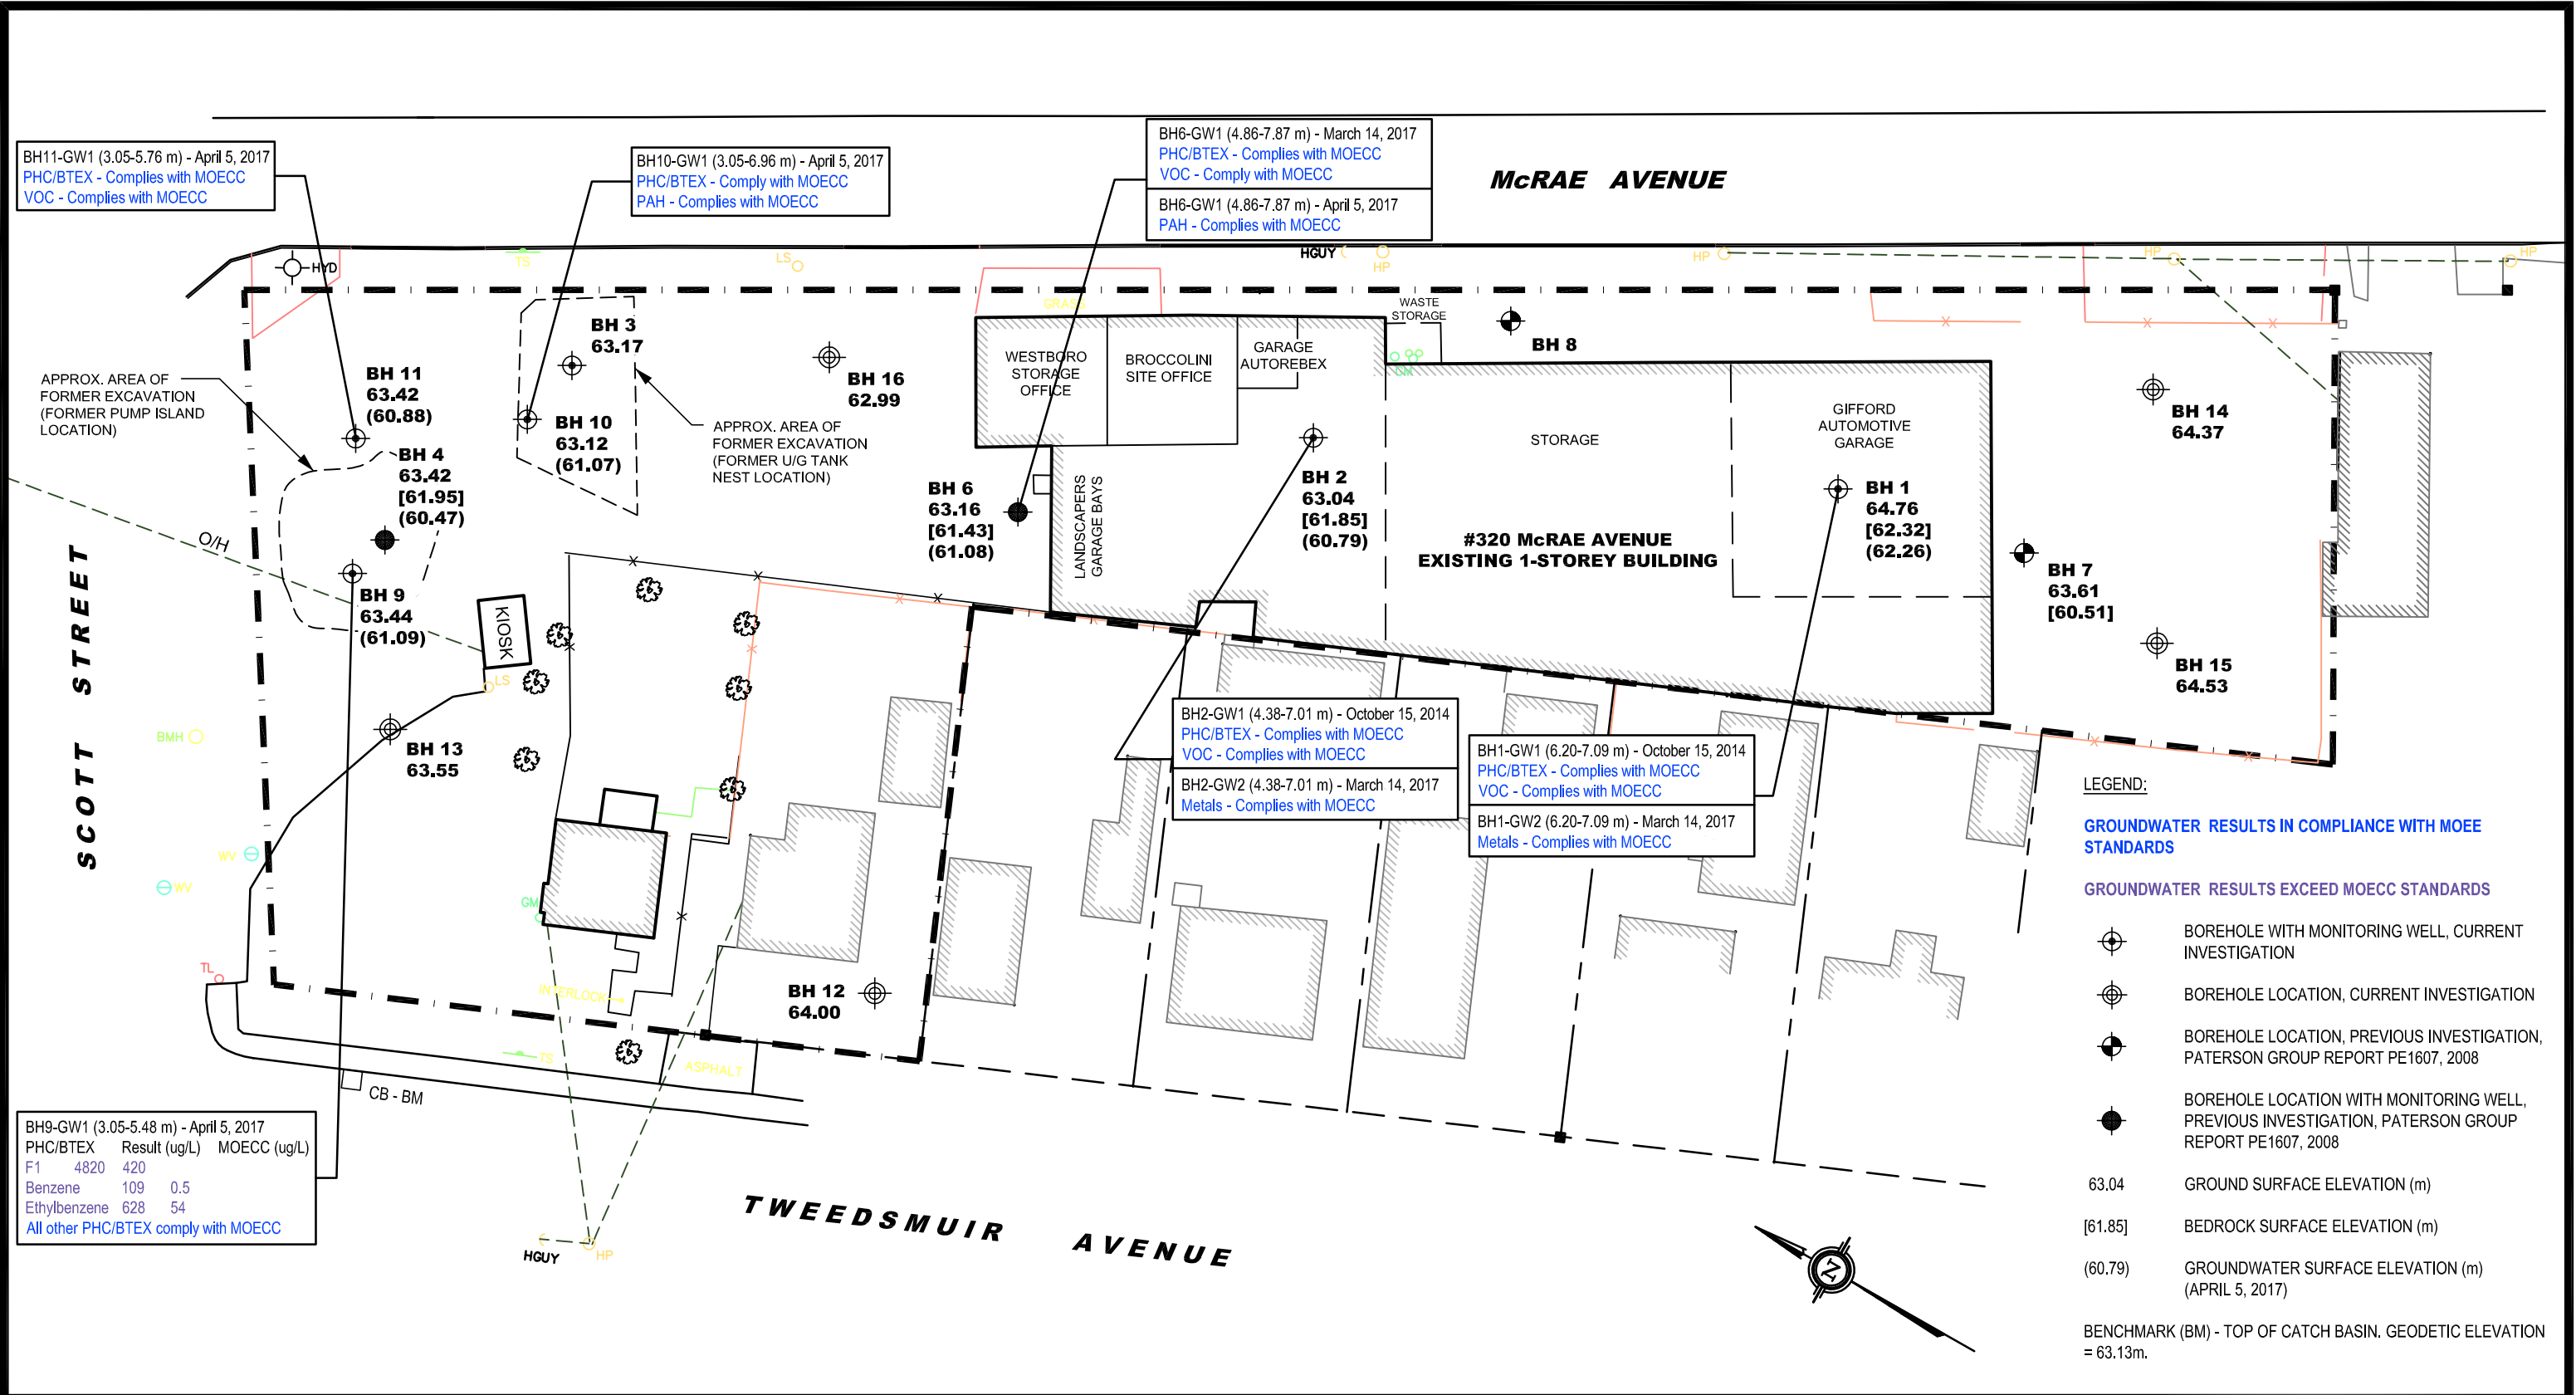 BH11-GW1 (3.05-5.76 m) - April 5, 2017
PHC/BTEX - Complies with MOECC
VOC - Complies with MOECC
BH10-GW1 (3.05-6.96 m) - April 5, 2017
PHC/BTEX - Comply with MOECC
PAH - Complies with MOECC
BH6-GW1 (4.86-7.87 m) - March 14, 2017
PHC/BTEX - Complies with MOECC
VOC - Comply with MOECC
BH6-GW1 (4.86-7.87 m) - April 5, 2017
PAH - Complies with MOECC
McRAE AVENUE
HYD
TS
LS
HGUY
HP
HP
HP
HP
GRASS
WASTE
STORAGE
GM
BH 3
63.17
BH 16
62.99
BH 8
WESTBORO
STORAGE
OFFICE
BROCCOLINI
SITE OFFICE
GARAGE
AUTOREBEX
APPROX. AREA OF
FORMER EXCAVATION
(FORMER PUMP ISLAND
LOCATION)
BH 11
63.42
(60.88)
BH 10
63.12
(61.07)
APPROX. AREA OF
FORMER EXCAVATION
(FORMER U/G TANK
NEST LOCATION)
BH 4
63.42
[61.95]
(60.47)
BH 6
63.16
[61.43]
(61.08)
LANDSCAPERS
GARAGE BAYS
BH 2
63.04
[61.85]
(60.79)
STORAGE
GIFFORD
AUTOMOTIVE
GARAGE
BH 1
64.76
[62.32]
(62.26)
#320 McRAE AVENUE
EXISTING 1-STOREY BUILDING
BH 14
64.37
BH 7
63.61
[60.51]
BH 15
64.53
O/H
SCOTT STREET
BH 9
63.44
(61.09)
KIOSK
LS
BH 13
63.55
BMH
WV
WV
TL
GM
INTERLOCK
TS
ASPHALT
BH 12
64.00
CB - BM
BH2-GW1 (4.38-7.01 m) - October 15, 2014
PHC/BTEX - Complies with MOECC
VOC - Complies with MOECC
BH2-GW2 (4.38-7.01 m) - March 14, 2017
Metals - Complies with MOECC
BH1-GW1 (6.20-7.09 m) - October 15, 2014
PHC/BTEX - Complies with MOECC
VOC - Complies with MOECC
BH1-GW2 (6.20-7.09 m) - March 14, 2017
Metals - Complies with MOECC
BH9-GW1 (3.05-5.48 m) - April 5, 2017
PHC/BTEX Result (ug/L) MOECC (ug/L)
F1 4820 420
Benzene 109 0.5
Ethylbenzene 628 54
All other PHC/BTEX comply with MOECC
HGUY
HP
TWEEDSMUIR AVENUE
N
LEGEND:
GROUNDWATER RESULTS IN COMPLIANCE WITH MOEE
STANDARDS
GROUNDWATER RESULTS EXCEED MOECC STANDARDS
BOREHOLE WITH MONITORING WELL, CURRENT
INVESTIGATION
BOREHOLE LOCATION, CURRENT INVESTIGATION
BOREHOLE LOCATION, PREVIOUS INVESTIGATION,
PATERSON GROUP REPORT PE1607, 2008
BOREHOLE LOCATION WITH MONITORING WELL,
PREVIOUS INVESTIGATION, PATERSON GROUP
REPORT PE1607, 2008
63.04 GROUND SURFACE ELEVATION (m)
[61.85] BEDROCK SURFACE ELEVATION (m)
(60.79) GROUNDWATER SURFACE ELEVATION (m)
(APRIL 5, 2017)
BENCHMARK (BM) - TOP OF CATCH BASIN. GEODETIC ELEVATION
= 63.13m.